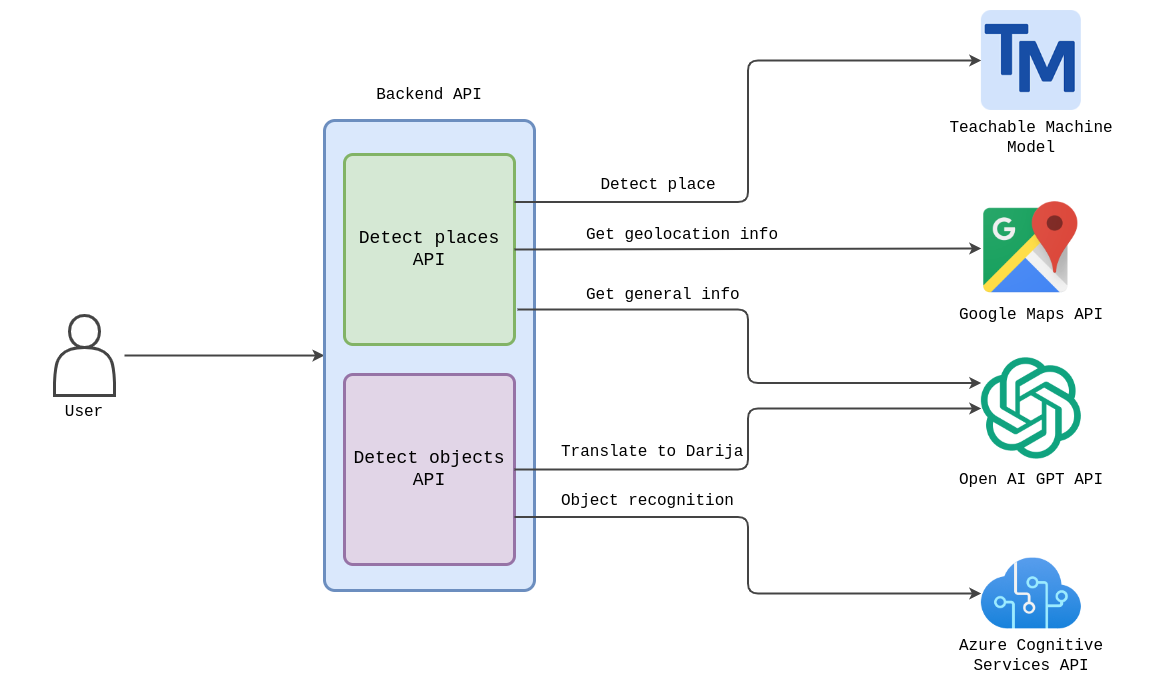 Backend API
Detect places
API
Detect objects
API
User
Detect place
Get geolocation info
Get general info
Translate to Darija
Object recognition
TM
Teachable Machine
Model
G
Google Maps API
Open AI GPT API
Azure Cognitive
Services API